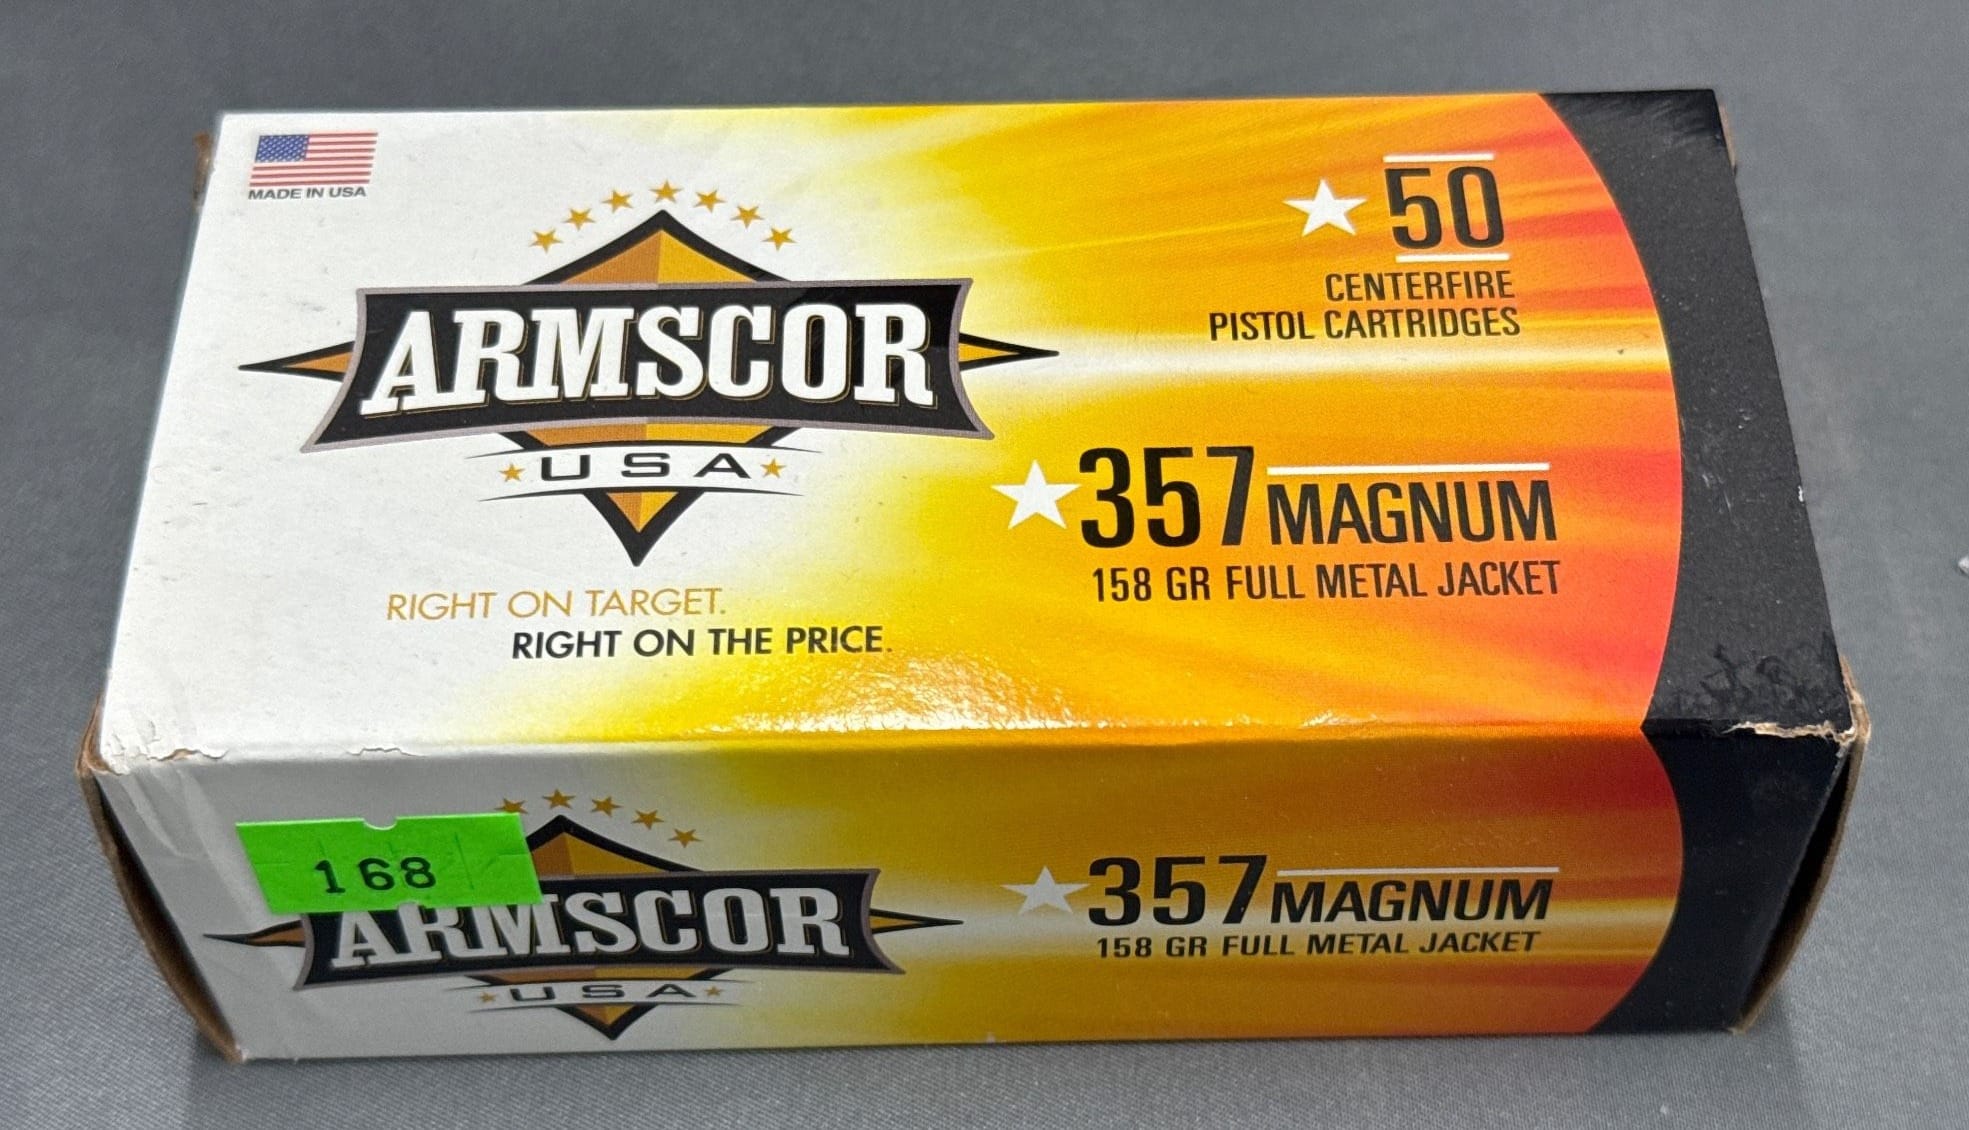 MADE IN USA
ARMSCOR
USA
RIGHT ON TARGET.
RIGHT ON THE PRICE.
50
CENTERFIRE
PISTOL CARTRIDGES
357 MAGNUM
158 GR FULL METAL JACKET
168
ARMSCOR
USA
357 MAGNUM
158 GR FULL METAL JACKET